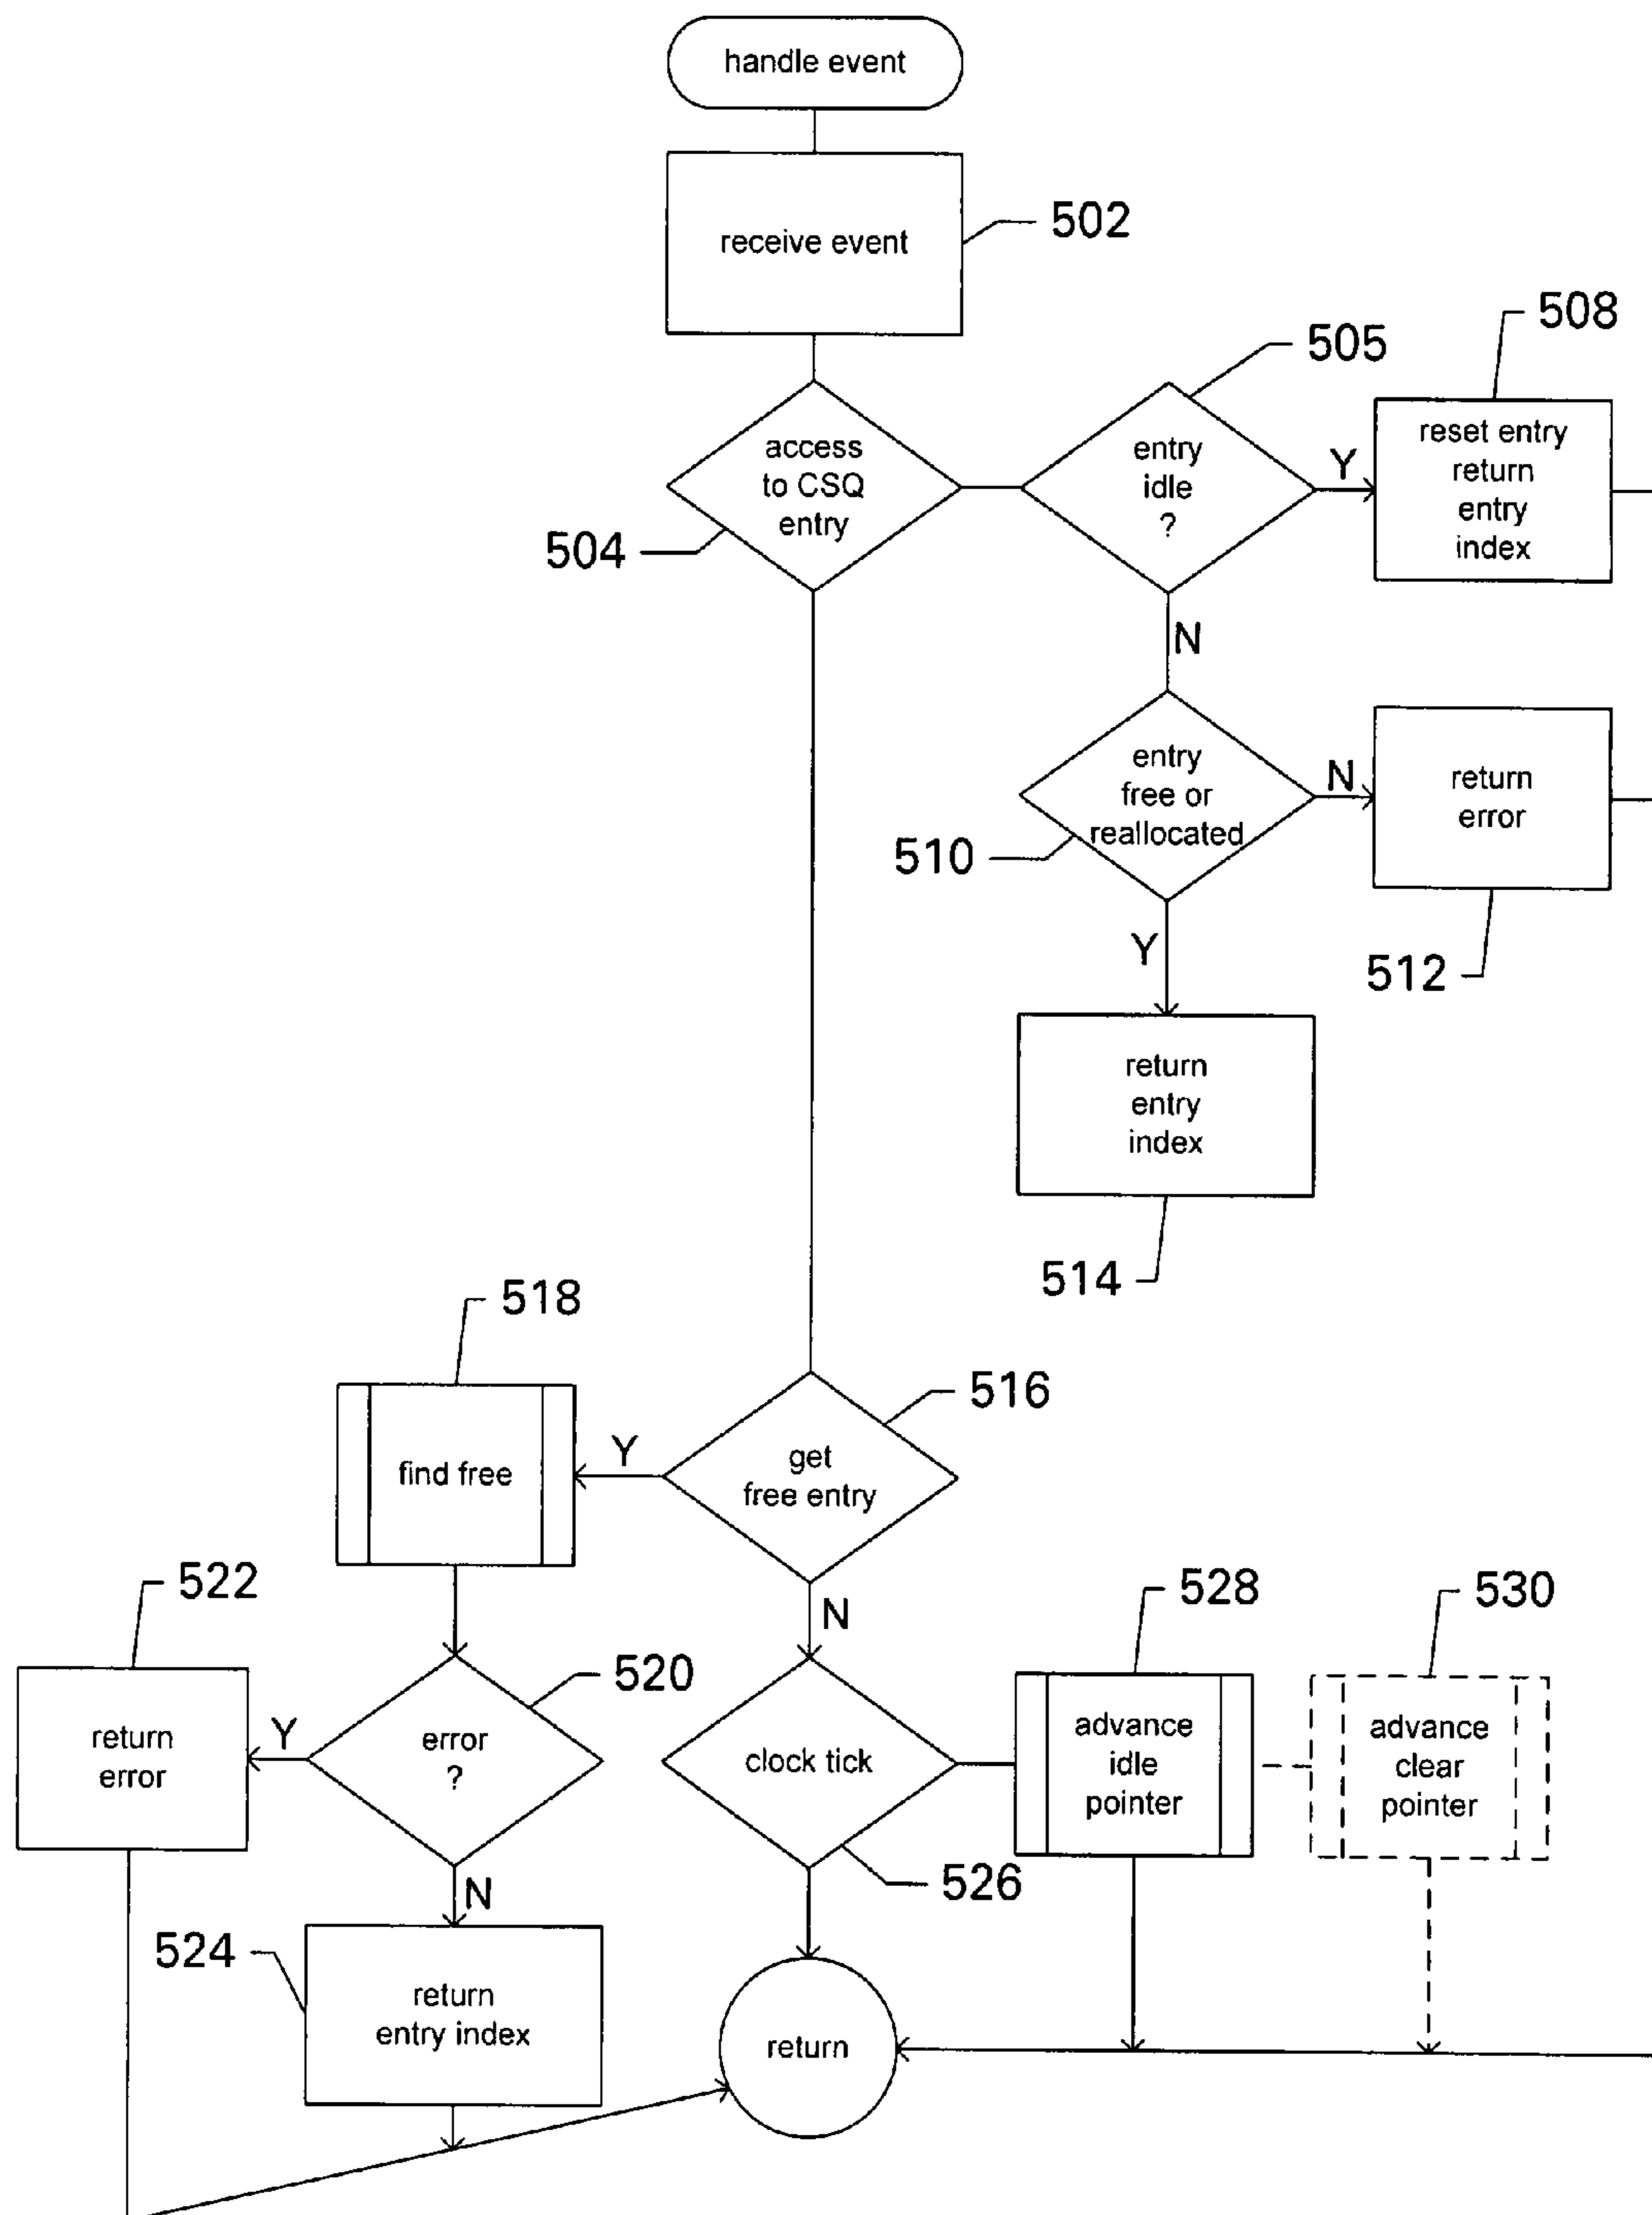 handle event
receive event
502
access
to CSQ
entry
504
entry
idle
?
505
Y
reset entry
return
entry
index
508
N
entry
free or
reallocated
510
N
return
error
512
Y
return
entry
index
514
get
free entry
516
Y
find free
518
error
?
520
Y
return
error
522
N
return
entry index
524
N
clock tick
526
advance
idle
pointer
528
advance
clear
pointer
530
return